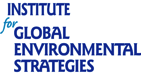 INSTITUTE
for GLOBAL
ENVIRONMENTAL
STRATEGIES